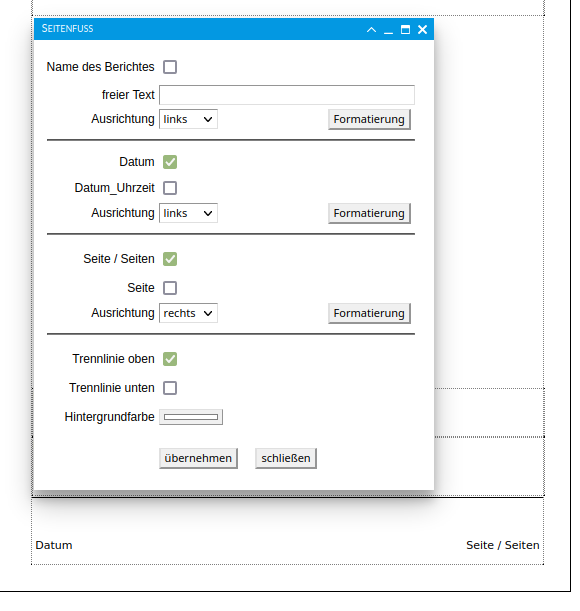 SEITENFUSS
Name des Berichtes
freier Text
Ausrichtung links Formatierung
Datum
Datum_Uhrzeit
Ausrichtung links Formatierung
Seite / Seiten
Seite
Ausrichtung rechts Formatierung
Trennlinie oben
Trennlinie unten
Hintergrundfarbe
übernehmen schließen
Datum Seite / Seiten